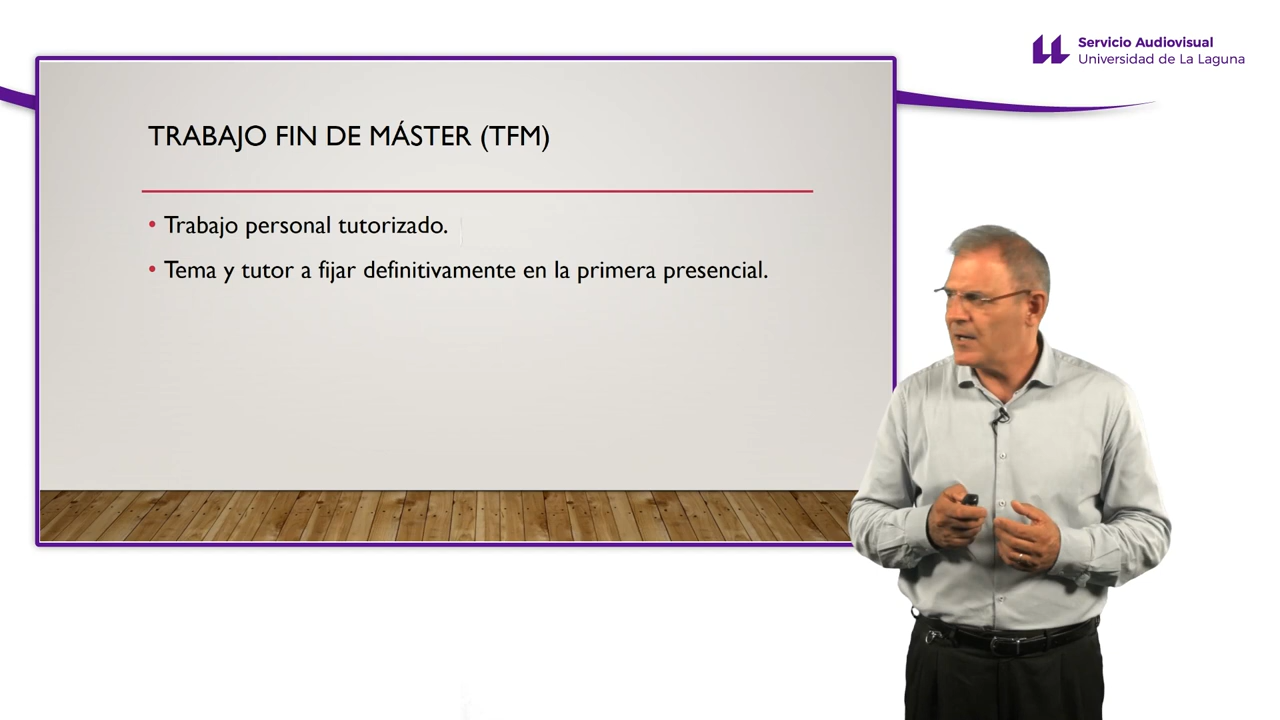 Servicio Audiovisual
Universidad de La Laguna
TRABAJO FIN DE MÁSTER (TFM)
• Trabajo personal tutorizado.
• Tema y tutor a fijar definitivamente en la primera presencial.